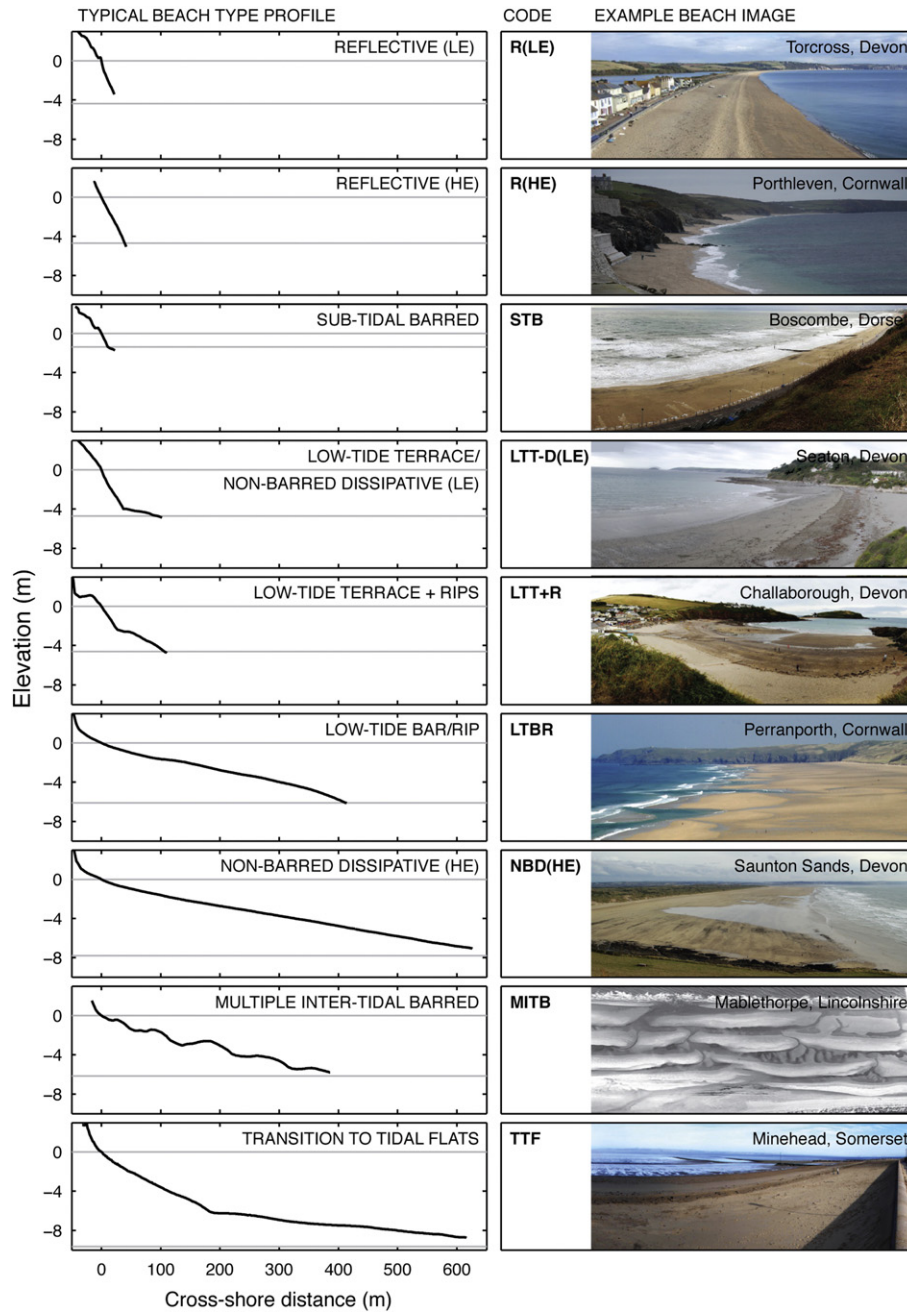 TYPICAL BEACH TYPE PROFILE CODE EXAMPLE BEACH IMAGE
REFLECTIVE (LE) R(LE) Torcross, Devon
0
−4
−8
REFLECTIVE (HE) R(HE) Porthleven, Cornwall
0
−4
−8
SUB-TIDAL BARRED STB Boscombe, Dorset
0
−4
−8
LOW-TIDE TERRACE/ LTT-D(LE) Seaton, Devon
NON-BARRED DISSIPATIVE (LE)
0
−4
−8
LOW-TIDE TERRACE + RIPS LTT+R Challaborough, Devon
0
−4
−8
LOW-TIDE BAR/RIP LTBR Perranporth, Cornwall
0
−4
−8
NON-BARRED DISSIPATIVE (HE) NBD(HE) Saunton Sands, Devon
0
−4
−8
MULTIPLE INTER-TIDAL BARRED MITB Mablethorpe, Lincolnshire
0
−4
−8
TRANSITION TO TIDAL FLATS TTF Minehead, Somerset
0
−4
−8
0 100 200 300 400 500 600
Cross-shore distance (m)
Elevation (m)